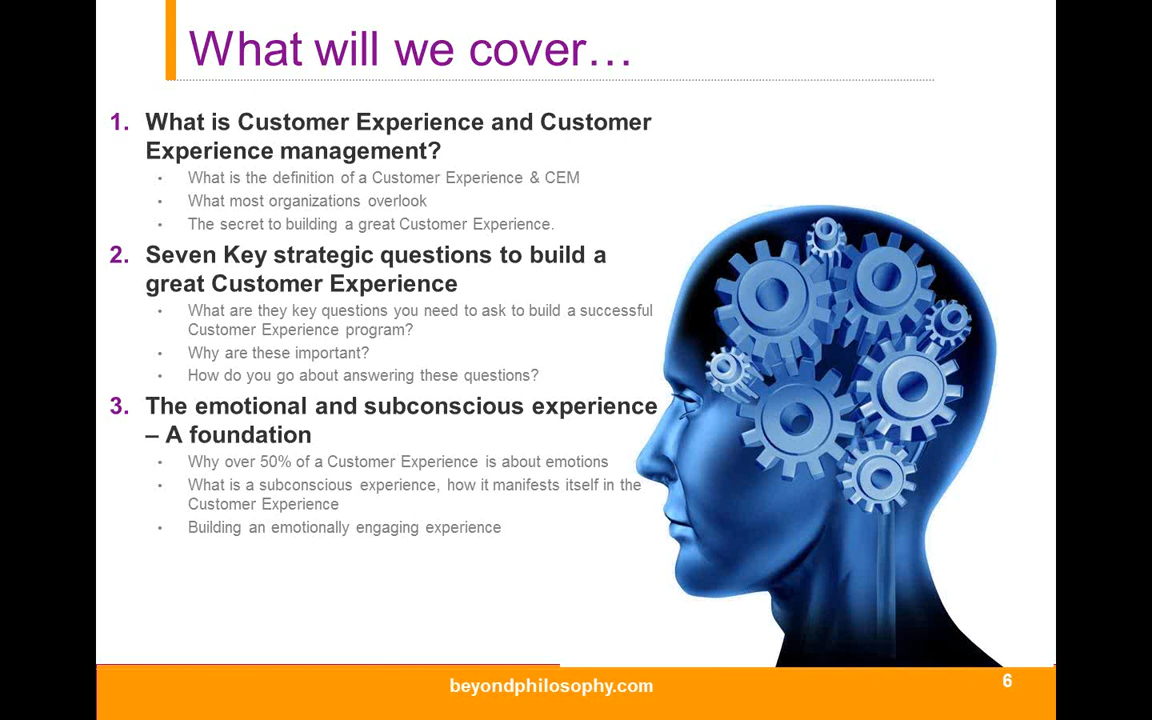 What will we cover…
1. What is Customer Experience and Customer
Experience management?
• What is the definition of a Customer Experience & CEM
• What most organizations overlook
• The secret to building a great Customer Experience.
2. Seven Key strategic questions to build a
great Customer Experience
• What are they key questions you need to ask to build a successful
Customer Experience program?
• Why are these important?
• How do you go about answering these questions?
3. The emotional and subconscious experience
– A foundation
• Why over 50% of a Customer Experience is about emotions
• What is a subconscious experience, how it manifests itself in the
Customer Experience
• Building an emotionally engaging experience
beyondphilosophy.com
6